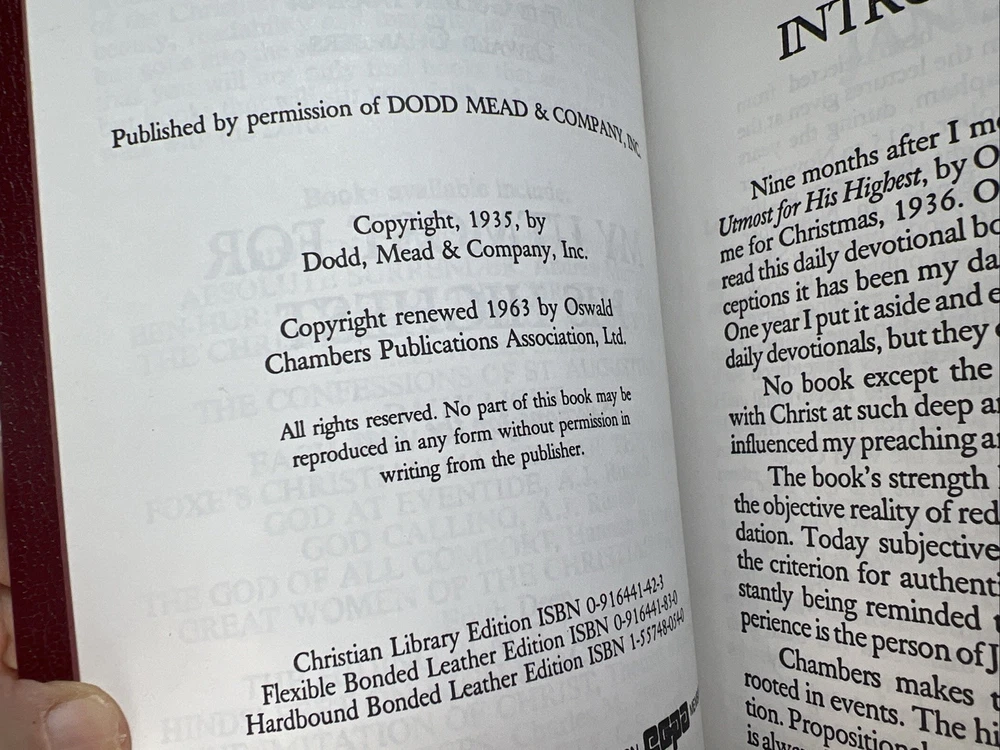 Published by permission of DODD MEAD & COMPANY, INC.
Copyright, 1935, by
Dodd, Mead & Company, Inc.
Copyright renewed 1963 by Oswald
Chambers Publications Association, Ltd.
All rights reserved. No part of this book may be
reproduced in any form without permission in
writing from the publisher.
Christian Library Edition ISBN 0-916441-42-3
Flexible Bonded Leather Edition ISBN 0-916441-83-0
Hardbound Bonded Leather Edition ISBN 1-55748-054-0
ecpa
INTRO
Nine months after I
Utmost for His Highest, by O
me for Christmas, 1936. O
read this daily devotional bo
ceptions it has been my da
One year I put it aside and e
daily devotionals, but they
No book except the
with Christ at such deep a
influenced my preaching a
The book's strength
the objective reality of red
dation. Today subjective
the criterion for authenti
stantly being reminded
perience is the person of J
Chambers makes t
rooted in events. The hi
tion. Proposition
is alw